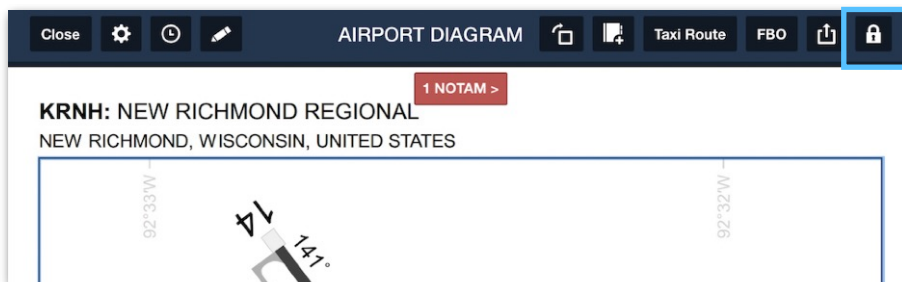 Close AIRPORT DIAGRAM Taxi Route FBO
1 NOTAM >
KRNH: NEW RICHMOND REGIONAL
NEW RICHMOND, WISCONSIN, UNITED STATES
92°33'W 92°32'W
14
141°